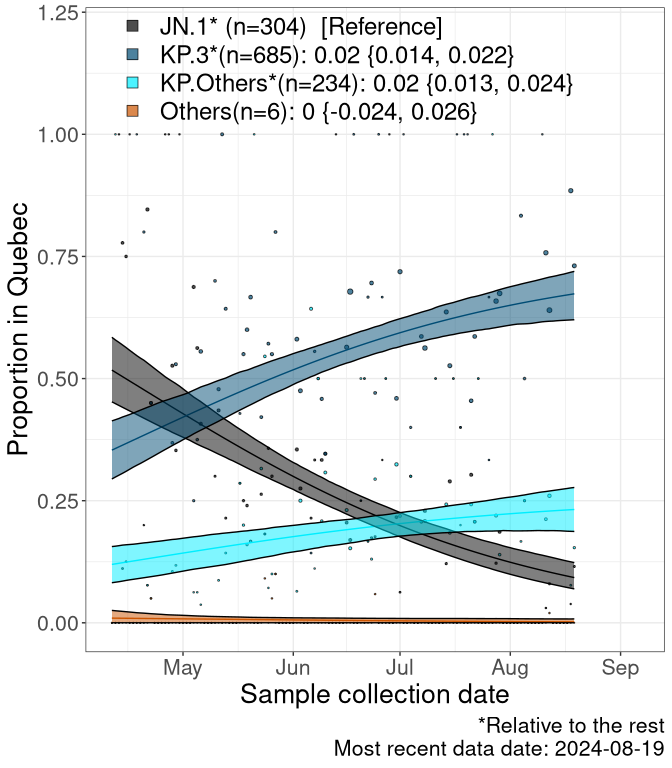 JN.1* (n=304) [Reference]
KP.3*(n=685): 0.02 {0.014, 0.022}
KP.Others*(n=234): 0.02 {0.013, 0.024}
Others(n=6): 0 {-0.024, 0.026}
1.25
1.00
0.75
0.50
0.25
0.00
Proportion in Quebec
May Jun Jul Aug Sep
Sample collection date
*Relative to the rest
Most recent data date: 2024-08-19